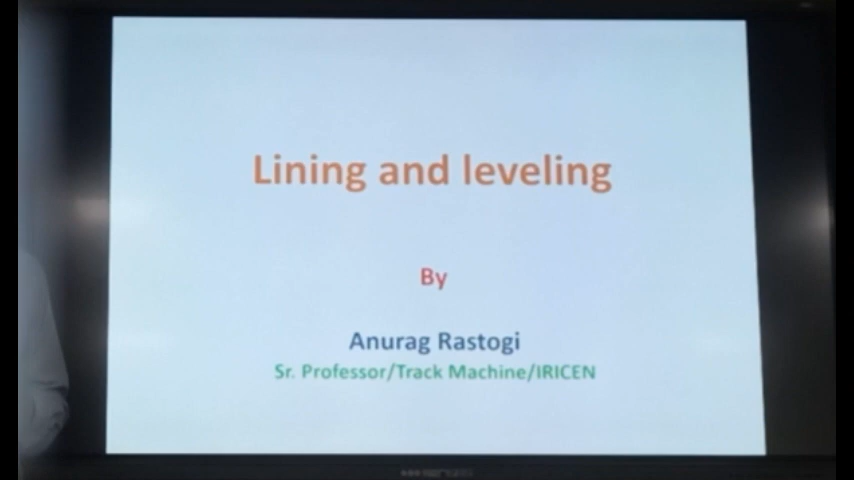 Lining and leveling
By
Anurag Rastogi
Sr. Professor/Track Machine/IRICEN